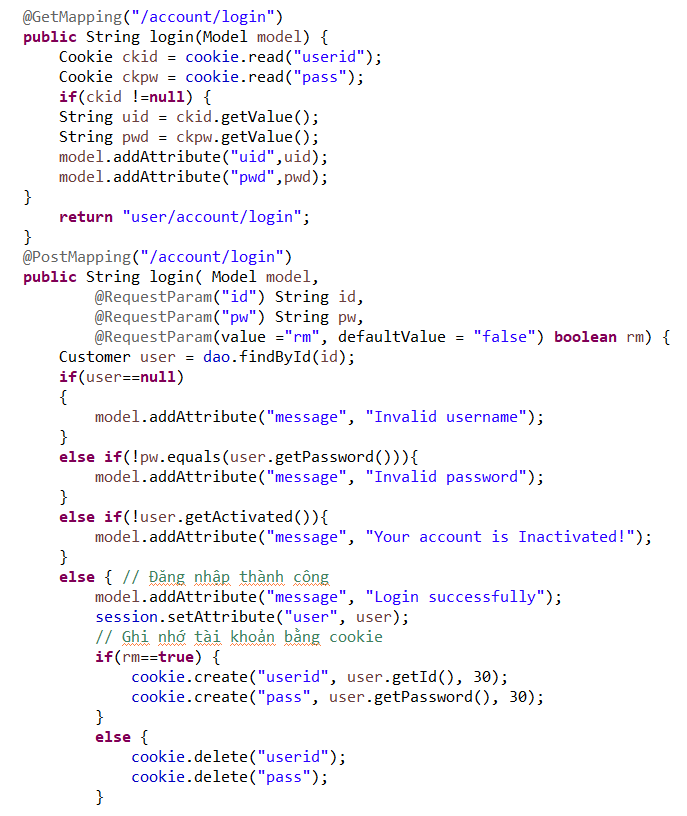 @GetMapping("/account/login")
public String login(Model model) {
    Cookie ckid = cookie.read("userid");
    Cookie ckpw = cookie.read("pass");
    if(ckid !=null) {
    String uid = ckid.getValue();
    String pwd = ckpw.getValue();
    model.addAttribute("uid",uid);
    model.addAttribute("pwd",pwd);
}
    return "user/account/login";
}
@PostMapping("/account/login")
public String login( Model model,
        @RequestParam("id") String id,
        @RequestParam("pw") String pw,
        @RequestParam(value ="rm", defaultValue = "false") boolean rm) {
    Customer user = dao.findById(id);
    if(user==null)
    {
        model.addAttribute("message", "Invalid username");
    }
    else if(!pw.equals(user.getPassword())){
        model.addAttribute("message", "Invalid password");
    }
    else if(!user.getActivated()){
        model.addAttribute("message", "Your account is Inactivated!");
    }
    else { // Đăng nhập thành công
        model.addAttribute("message", "Login successfully");
        session.setAttribute("user", user);
        // Ghi nhớ tài khoản bằng cookie
        if(rm==true) {
            cookie.create("userid", user.getId(), 30);
            cookie.create("pass", user.getPassword(), 30);
        }
        else {
            cookie.delete("userid");
            cookie.delete("pass");
        }